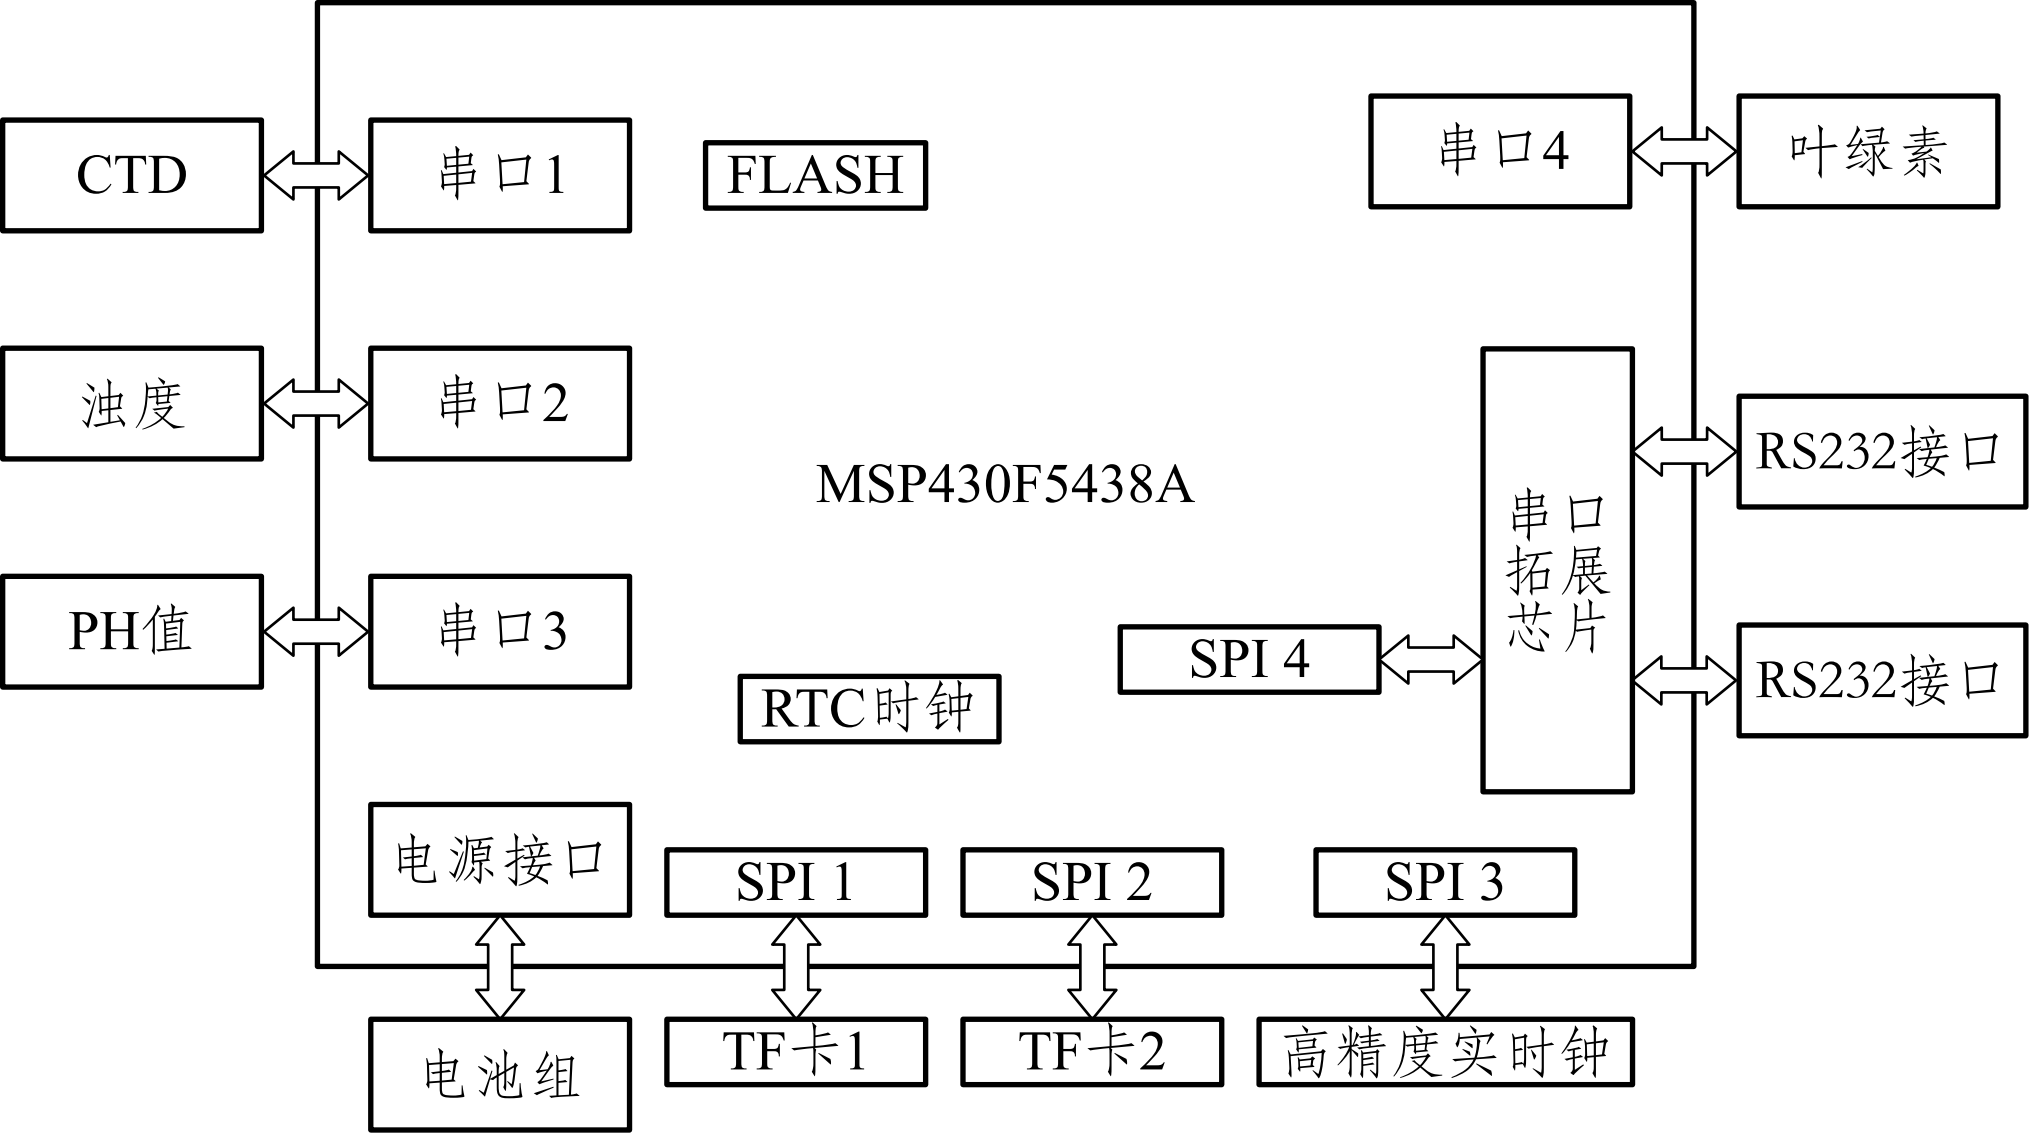 CTD
串口1
FLASH
串口4
叶绿素
浊度
串口2
MSP430F5438A
串口
拓展
芯片
RS232接口
PH值
串口3
SPI 4
RS232接口
RTC时钟
电源接口
SPI 1
SPI 2
SPI 3
电池组
TF卡1
TF卡2
高精度实时钟